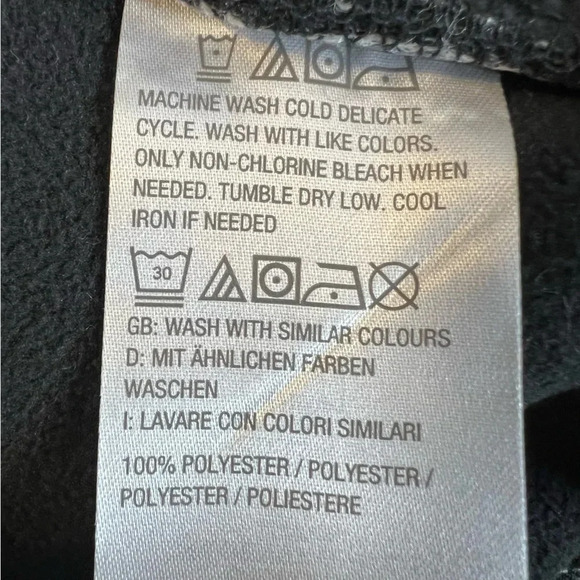 MACHINE WASH COLD DELICATE
CYCLE. WASH WITH LIKE COLORS.
ONLY NON-CHLORINE BLEACH WHEN
NEEDED. TUMBLE DRY LOW. COOL
IRON IF NEEDED
30
GB: WASH WITH SIMILAR COLOURS
D: MIT ÄHNLICHEN FARBEN
WASCHEN
I: LAVARE CON COLORI SIMILARI
100% POLYESTER / POLYESTER /
POLYESTER / POLIESTERE